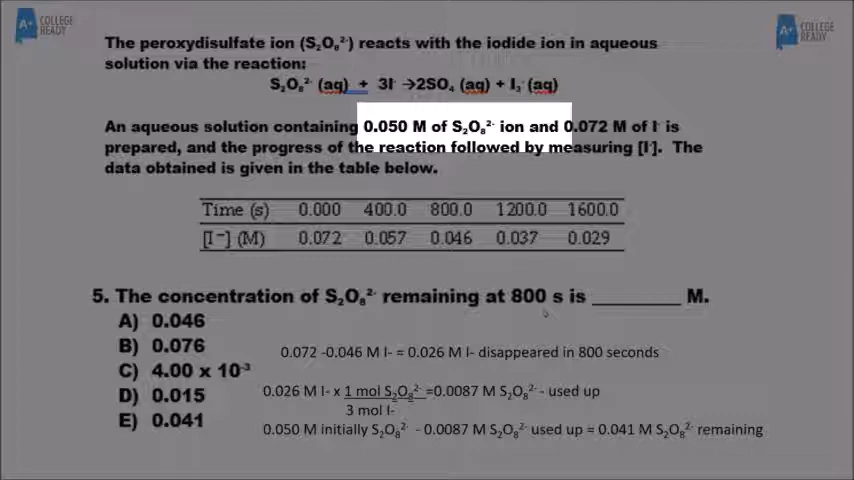 A+ COLLEGE READY
A+ COLLEGE READY
The peroxydisulfate ion (S₂O₈²⁻) reacts with the iodide ion in aqueous
solution via the reaction:
S₂O₈²⁻ (aq) + 3I⁻ →2SO₄ (aq) + I₃⁻ (aq)
An aqueous solution containing 0.050 M of S₂O₈²⁻ ion and 0.072 M of I⁻ is
prepared, and the progress of the reaction followed by measuring [I⁻]. The
data obtained is given in the table below.
Time (s) 0.000 400.0 800.0 1200.0 1600.0
[I⁻] (M) 0.072 0.057 0.046 0.037 0.029
5. The concentration of S₂O₈²⁻ remaining at 800 s is ________ M.
A) 0.046
B) 0.076
C) 4.00 x 10⁻³
D) 0.015
E) 0.041
0.072 -0.046 M I- = 0.026 M I- disappeared in 800 seconds
0.026 M I- x 1 mol S₂O₈²⁻ =0.0087 M S₂O₈²⁻ - used up
3 mol I-
0.050 M initially S₂O₈²⁻ - 0.0087 M S₂O₈²⁻ used up = 0.041 M S₂O₈²⁻ remaining